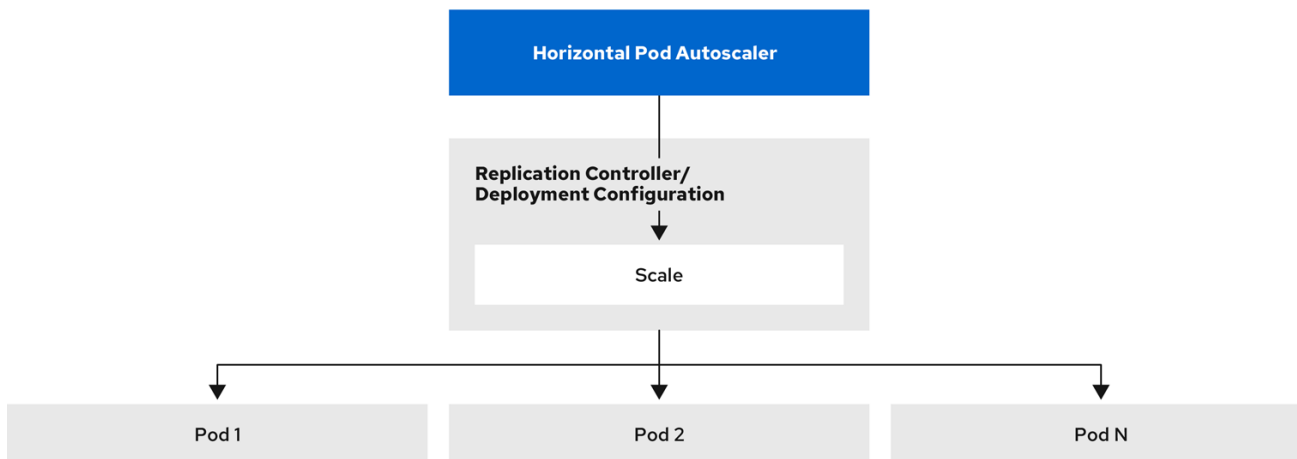 Horizontal Pod Autoscaler
Replication Controller/
Deployment Configuration
Scale
Pod 1
Pod 2
Pod N